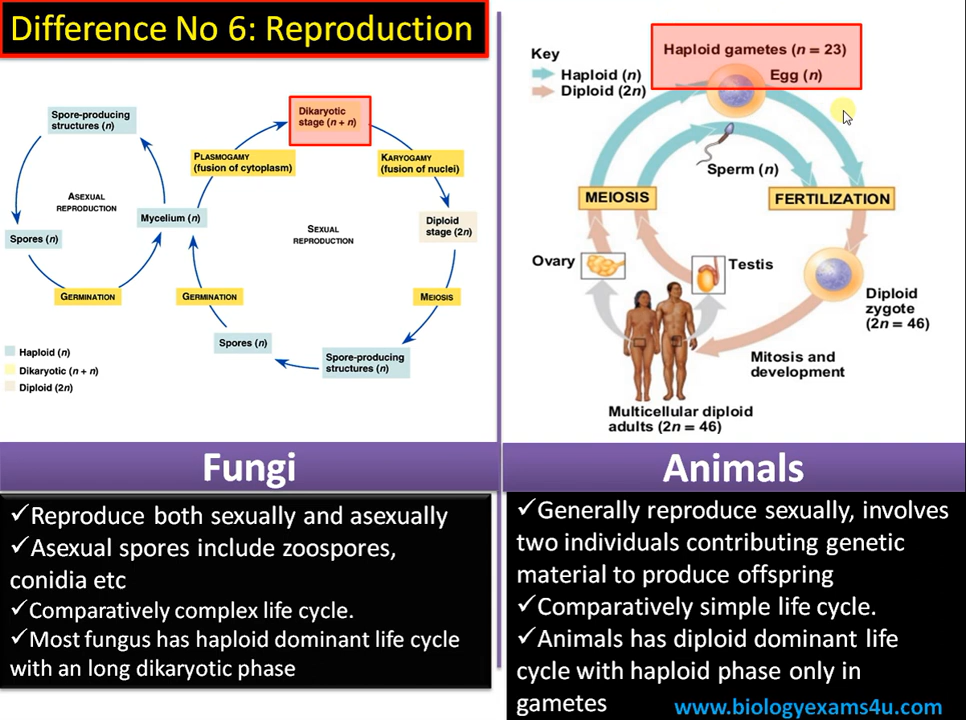 Difference No 6: Reproduction
Spore-producing
structures (n)
ASEXUAL
REPRODUCTION
Spores (n)
Mycelium (n)
GERMINATION
PLASMOGAMY
(fusion of cytoplasm)
Dikaryotic
stage (n + n)
KARYOGAMY
(fusion of nuclei)
SEXUAL
REPRODUCTION
Diploid
stage (2n)
GERMINATION
MEIOSIS
Spores (n)
Spore-producing
structures (n)
Haploid (n)
Dikaryotic (n + n)
Diploid (2n)
Key
Haploid (n)
Diploid (2n)
Haploid gametes (n = 23)
Egg (n)
Sperm (n)
MEIOSIS
FERTILIZATION
Ovary
Testis
Diploid
zygote
(2n = 46)
Mitosis and
development
Multicellular diploid
adults (2n = 46)
Fungi
✓Reproduce both sexually and asexually
✓Asexual spores include zoospores,
conidia etc
✓Comparatively complex life cycle.
✓Most fungus has haploid dominant life cycle
with an long dikaryotic phase
Animals
✓Generally reproduce sexually, involves
two individuals contributing genetic
material to produce offspring
✓Comparatively simple life cycle.
✓Animals has diploid dominant life
cycle with haploid phase only in
gametes
www.biologyexams4u.com